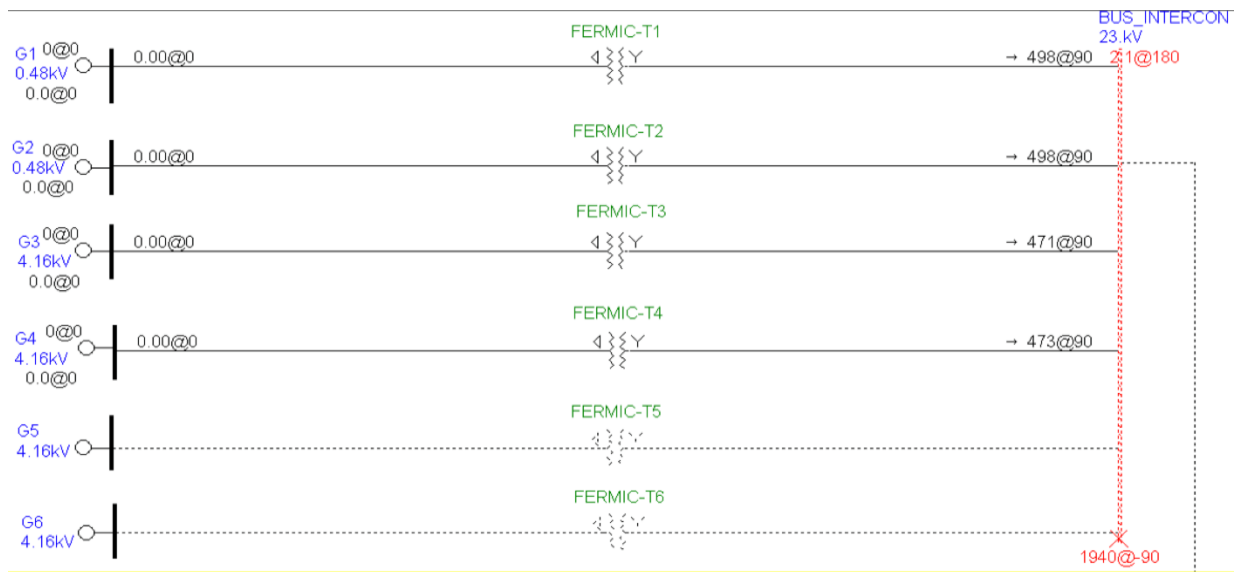 BUS_INTERCON
23.kV
2.1@180
FERMIC-T1
G1 0@0
0.48kV
0.0@0
0.00@0
Y
→ 498@90
FERMIC-T2
G2 0@0
0.48kV
0.0@0
0.00@0
Y
→ 498@90
FERMIC-T3
G3 0@0
4.16kV
0.0@0
0.00@0
Y
→ 471@90
FERMIC-T4
G4 0@0
4.16kV
0.0@0
0.00@0
Y
→ 473@90
FERMIC-T5
G5
4.16kV
Y
FERMIC-T6
G6
4.16kV
Y
1940@-90